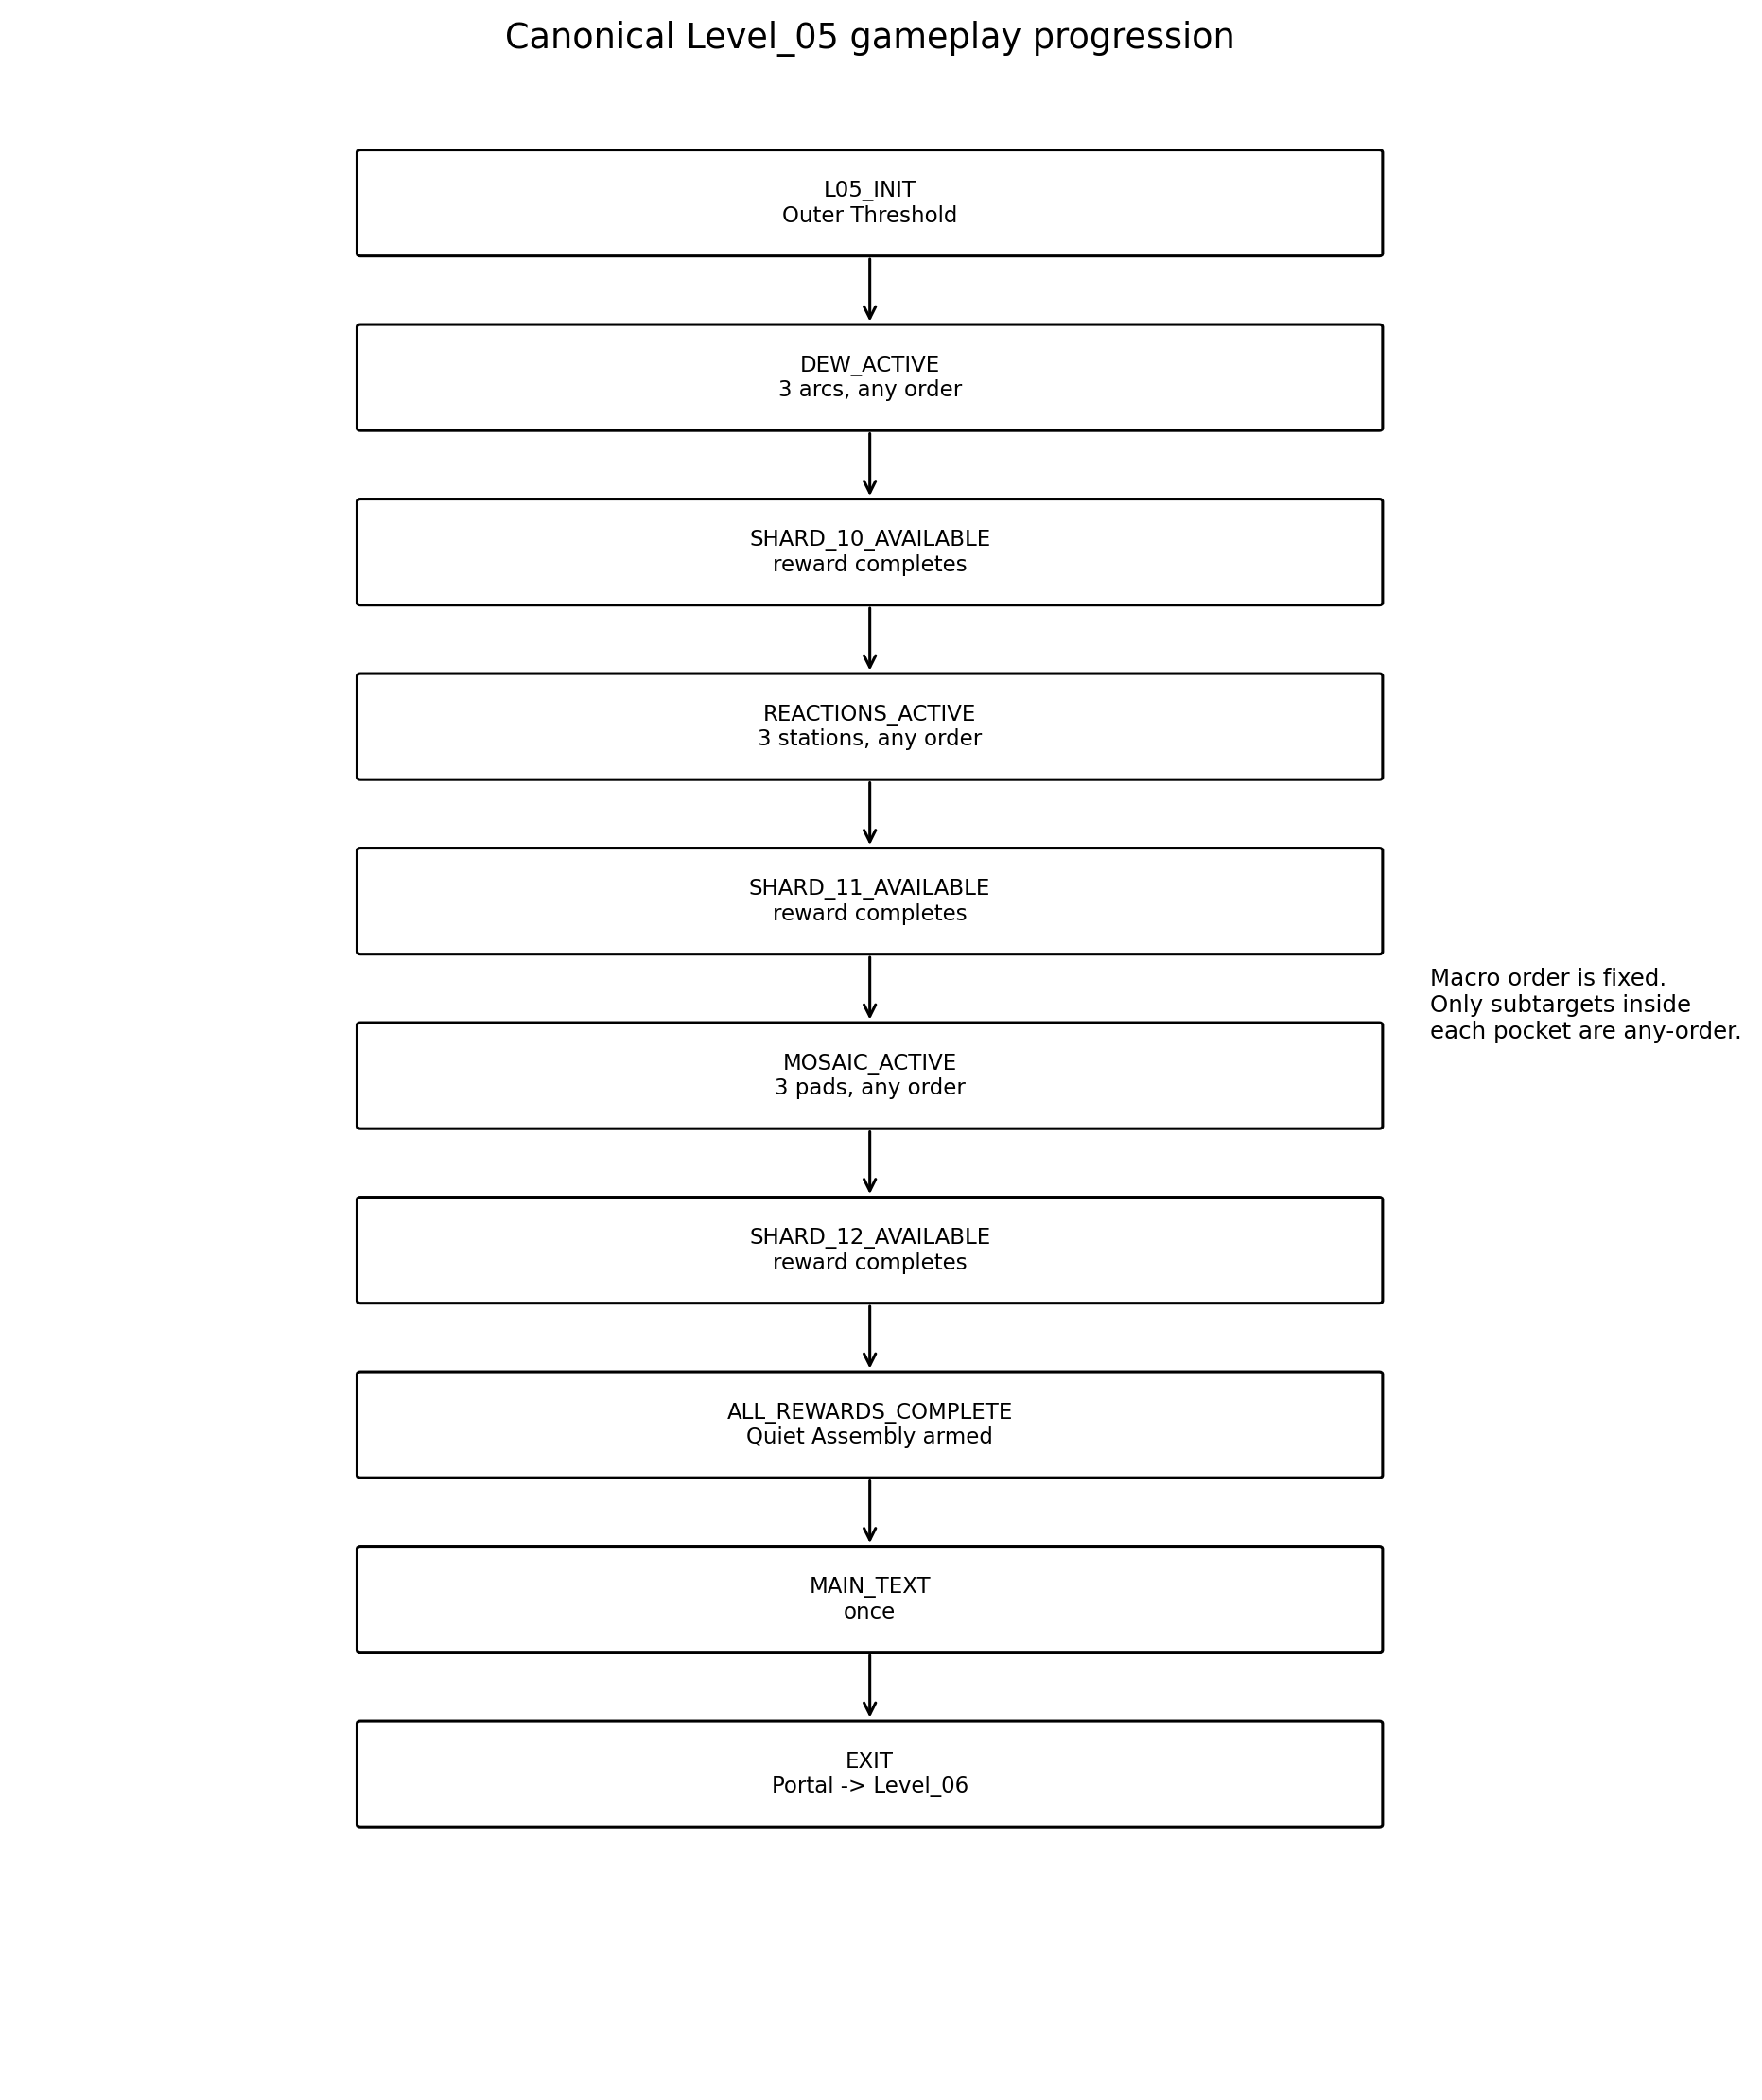 Canonical Level_05 gameplay progression
L05_INIT
Outer Threshold
DEW_ACTIVE
3 arcs, any order
SHARD_10_AVAILABLE
reward completes
REACTIONS_ACTIVE
3 stations, any order
SHARD_11_AVAILABLE
reward completes
Macro order is fixed.
Only subtargets inside
each pocket are any-order.
MOSAIC_ACTIVE
3 pads, any order
SHARD_12_AVAILABLE
reward completes
ALL_REWARDS_COMPLETE
Quiet Assembly armed
MAIN_TEXT
once
EXIT
Portal -> Level_06